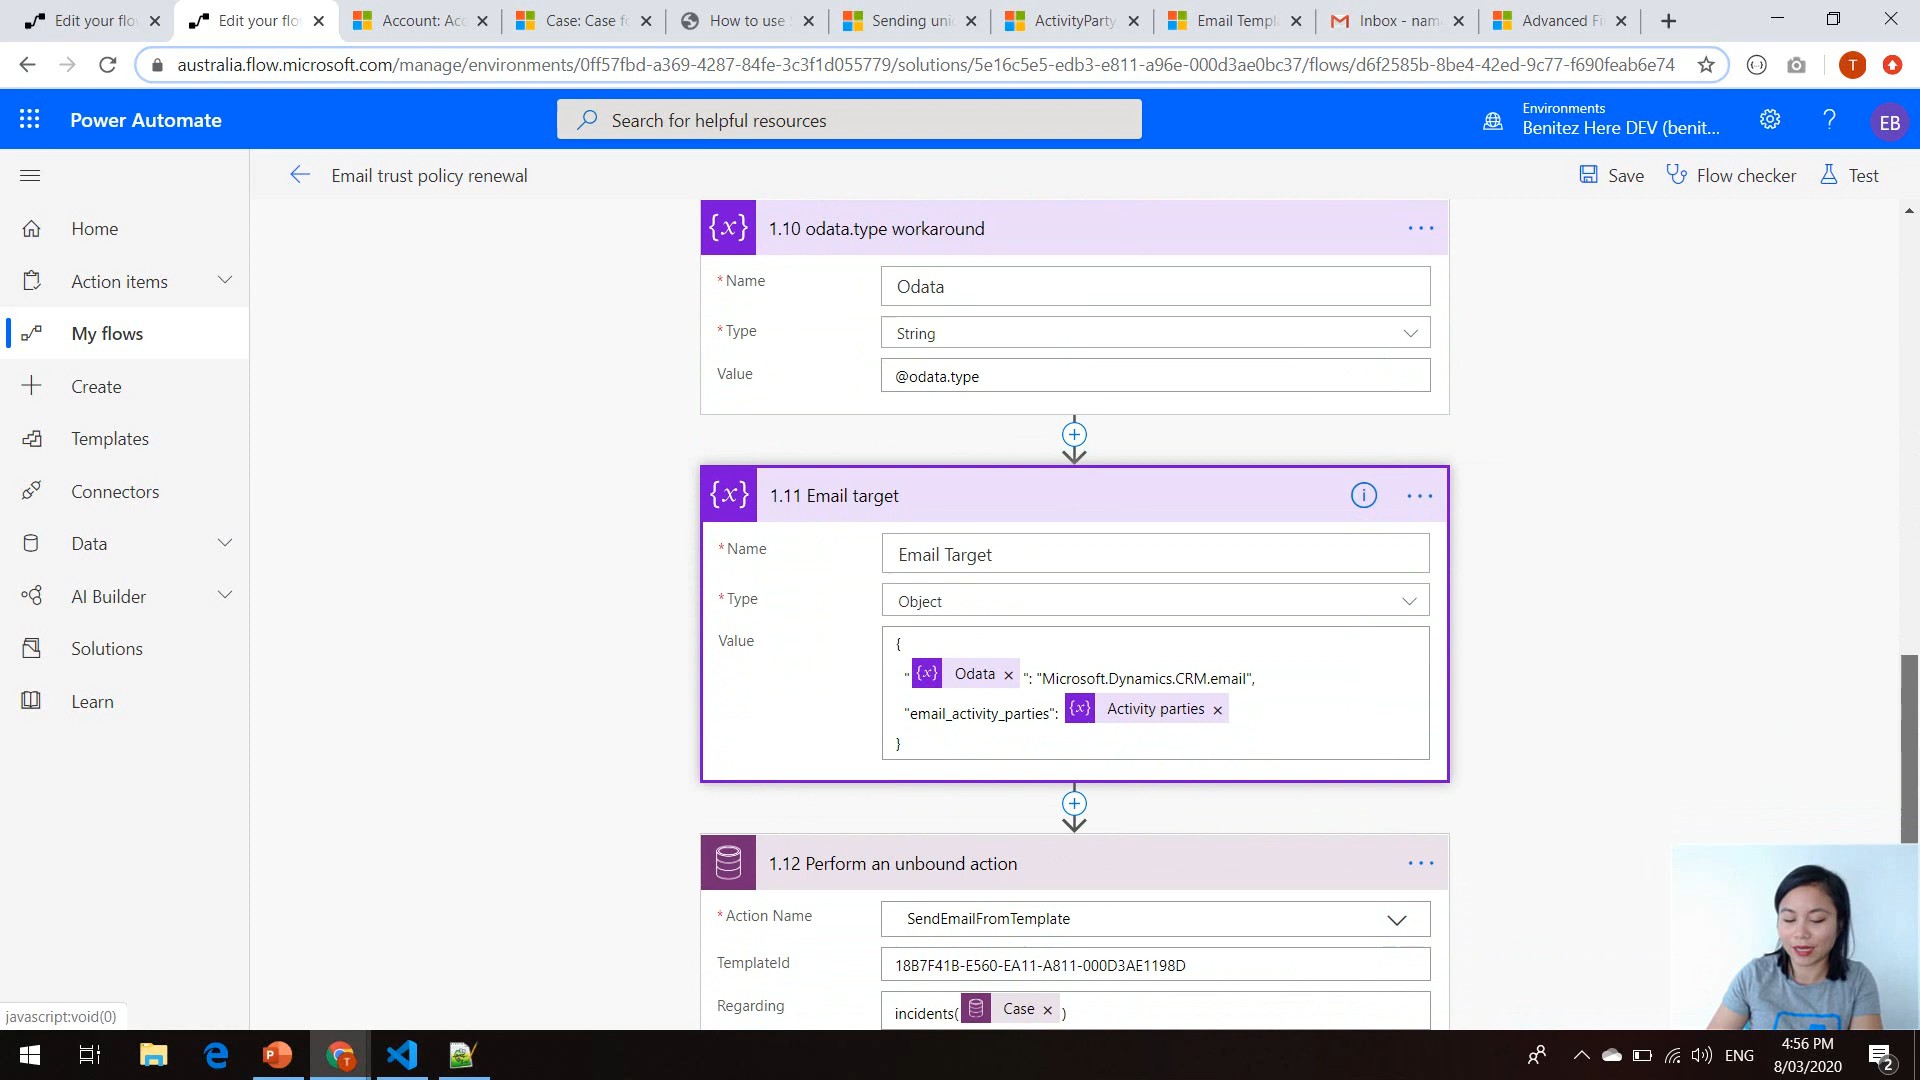 Edit your flo
Edit your flo
Account: Acc
Case: Case fo
How to use
Sending unic
ActivityParty
Email Templ
Inbox - nam
Advanced Fi
australia.flow.microsoft.com/manage/environments/0ff57fbd-a369-4287-84fe-3c3f1d055779/solutions/5e16c5e5-edb3-e811-a96e-000d3ae0bc37/flows/d6f2585b-8be4-42ed-9c77-f690feab6e74
T
Power Automate
Search for helpful resources
Environments
Benitez Here DEV (benit...
?
EB
Email trust policy renewal
Save
Flow checker
Test
Home
Action items
My flows
Create
Templates
Connectors
Data
AI Builder
Solutions
Learn
{x} 1.10 odata.type workaround ...
* Name
Odata
* Type
String
Value
@odata.type
{x} 1.11 Email target ...
* Name
Email Target
* Type
Object
Value
{
"{x} Odata ×": "Microsoft.Dynamics.CRM.email",
"email_activity_parties": {x} Activity parties ×
}
1.12 Perform an unbound action ...
* Action Name
SendEmailFromTemplate
TemplateId
18B7F41B-E560-EA11-A811-000D3AE1198D
Regarding
incidents( Case × )
javascript:void(0)
ENG
4:56 PM
8/03/2020
2